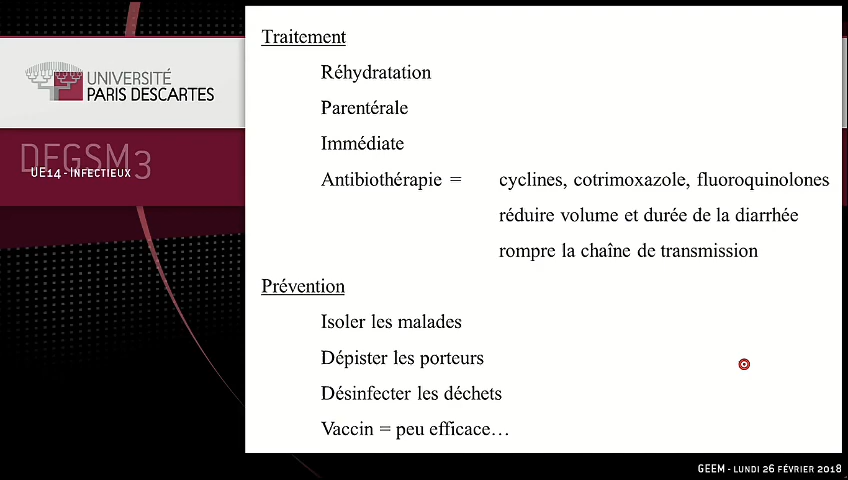 UNIVERSITÉ
PARIS DESCARTES
DFGSM3
UE14 - INFECTIEUX
Traitement
Réhydratation
Parentérale
Immédiate
Antibiothérapie = cyclines, cotrimoxazole, fluoroquinolones
réduire volume et durée de la diarrhée
rompre la chaîne de transmission
Prévention
Isoler les malades
Dépister les porteurs
Désinfecter les déchets
Vaccin = peu efficace…
GEEM - LUNDI 26 FÉVRIER 2018